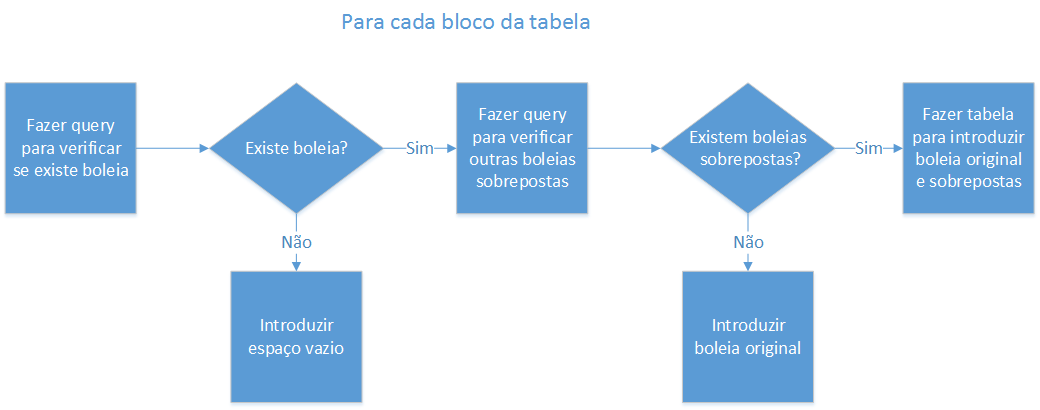 Para cada bloco da tabela
Fazer query
para verificar
se existe boleia
Existe boleia?
Sim
Fazer query
para verificar
outras boleias
sobrepostas
Existem boleias
sobrepostas?
Sim
Fazer tabela
para introduzir
boleia original
e sobrepostas
Não
Introduzir
espaço vazio
Não
Introduzir
boleia original